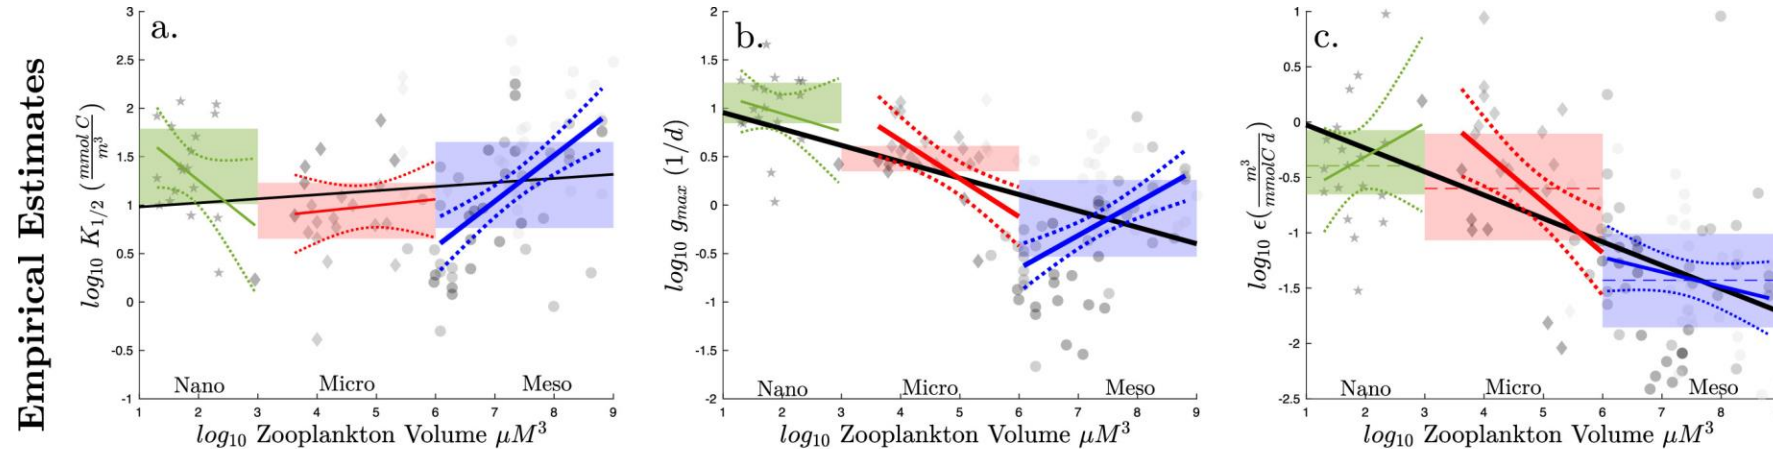 Empirical Estimates
a.
log₁₀ K₁/₂ (mmol C / m³)
3
2.5
2
1.5
1
0.5
0
-0.5
-1
Nano Micro Meso
1 2 3 4 5 6 7 8 9
log₁₀ Zooplankton Volume μM³
b.
log₁₀ gₘₐₓ (1/d)
2
1.5
1
0.5
0
-0.5
-1
-1.5
-2
Nano Micro Meso
1 2 3 4 5 6 7 8 9
log₁₀ Zooplankton Volume μM³
c.
log₁₀ ϵ(m³ / mmolC d)
1
0.5
0
-0.5
-1
-1.5
-2
-2.5
Nano Micro Meso
1 2 3 4 5 6 7 8
log₁₀ Zooplankton Volume μM³